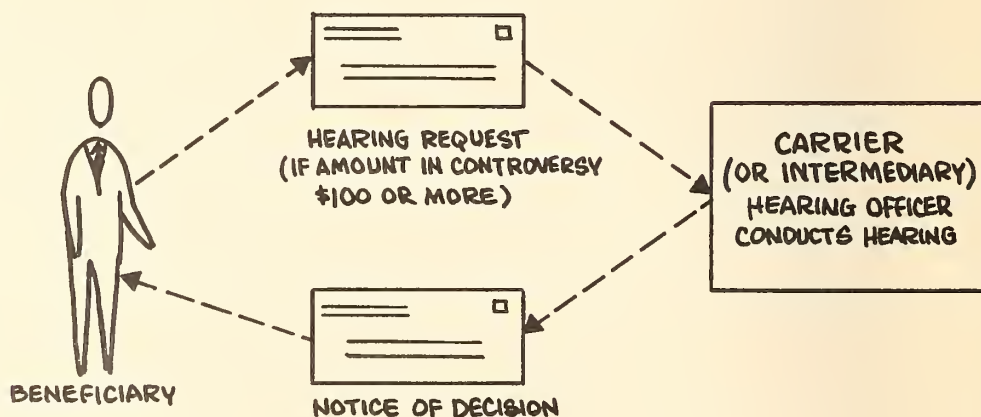 HEARING REQUEST
(IF AMOUNT IN CONTROVERSY
$100 OR MORE)
CARRIER
(OR INTERMEDIARY)
HEARING OFFICER
CONDUCTS HEARING
BENEFICIARY
NOTICE OF DECISION